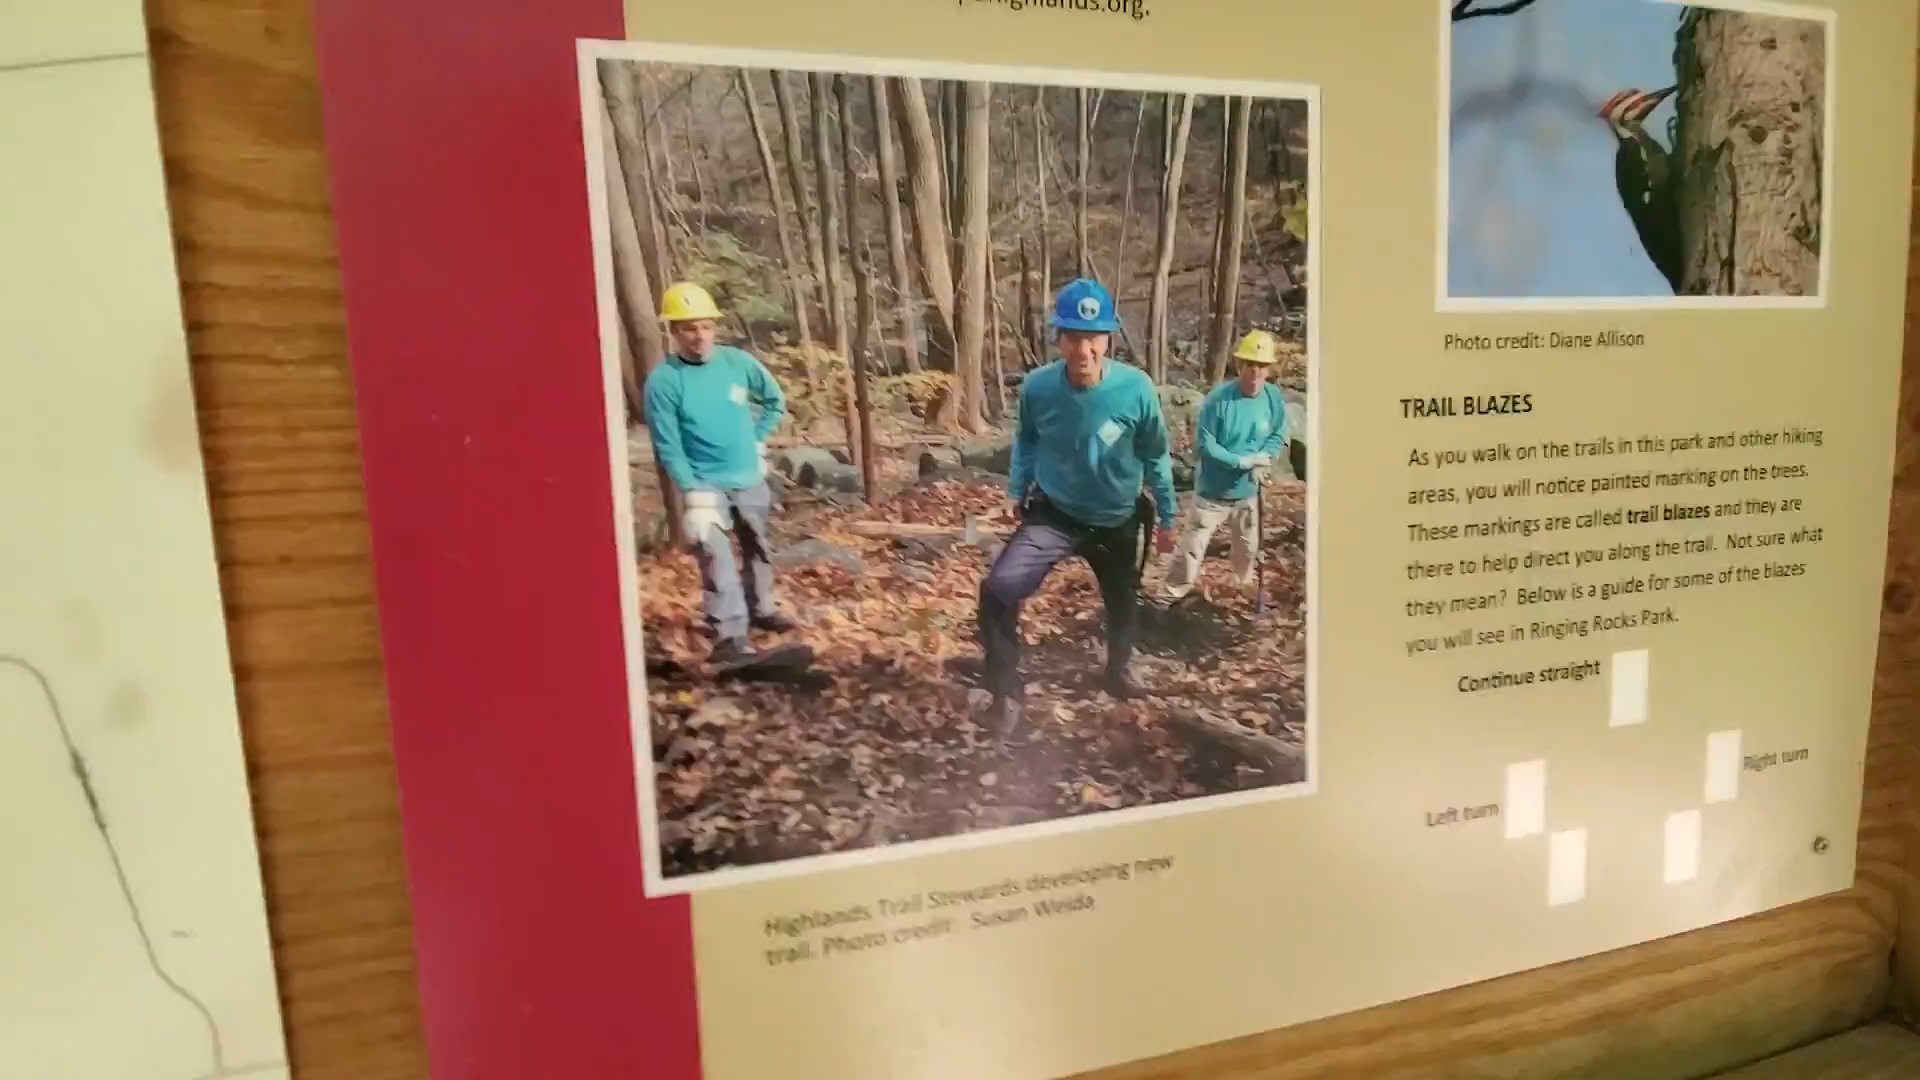 Photo credit: Diane Allison
TRAIL BLAZES
As you walk on the trails in this park and other hiking
areas, you will notice painted marking on the trees.
These markings are called trail blazes and they are
there to help direct you along the trail. Not sure what
they mean? Below is a guide for some of the blazes
you will see in Ringing Rocks Park.
Continue straight
Right turn
Left turn
Highlands Trail Stewards developing new
trail. Photo credit: Susan Weida